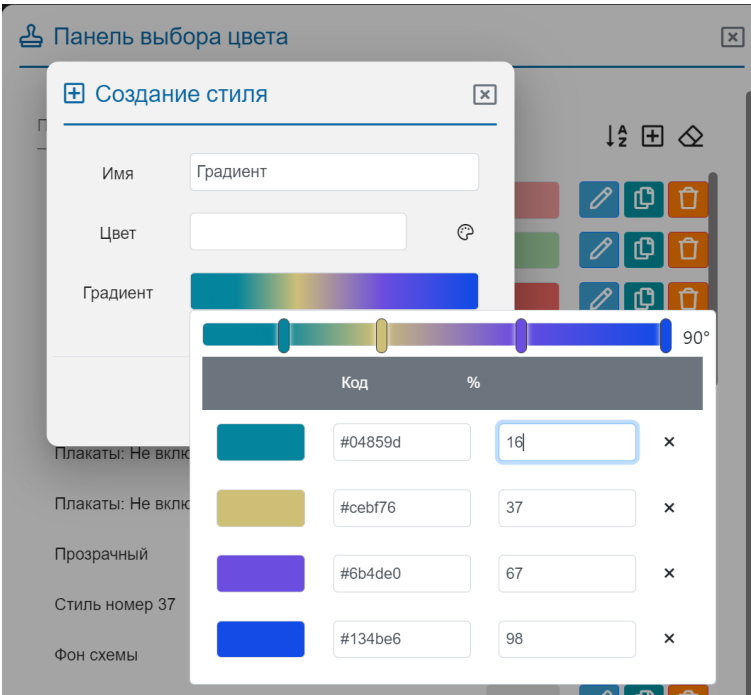 Панель выбора цвета
Создание стиля
Имя
Градиент
Цвет
Градиент
90°
Код %
#04859d
16
#cebf76
37
#6b4de0
67
#134be6
98
Плакаты: Не вклю
Плакаты: Не вклю
Прозрачный
Стиль номер 37
Фон схемы